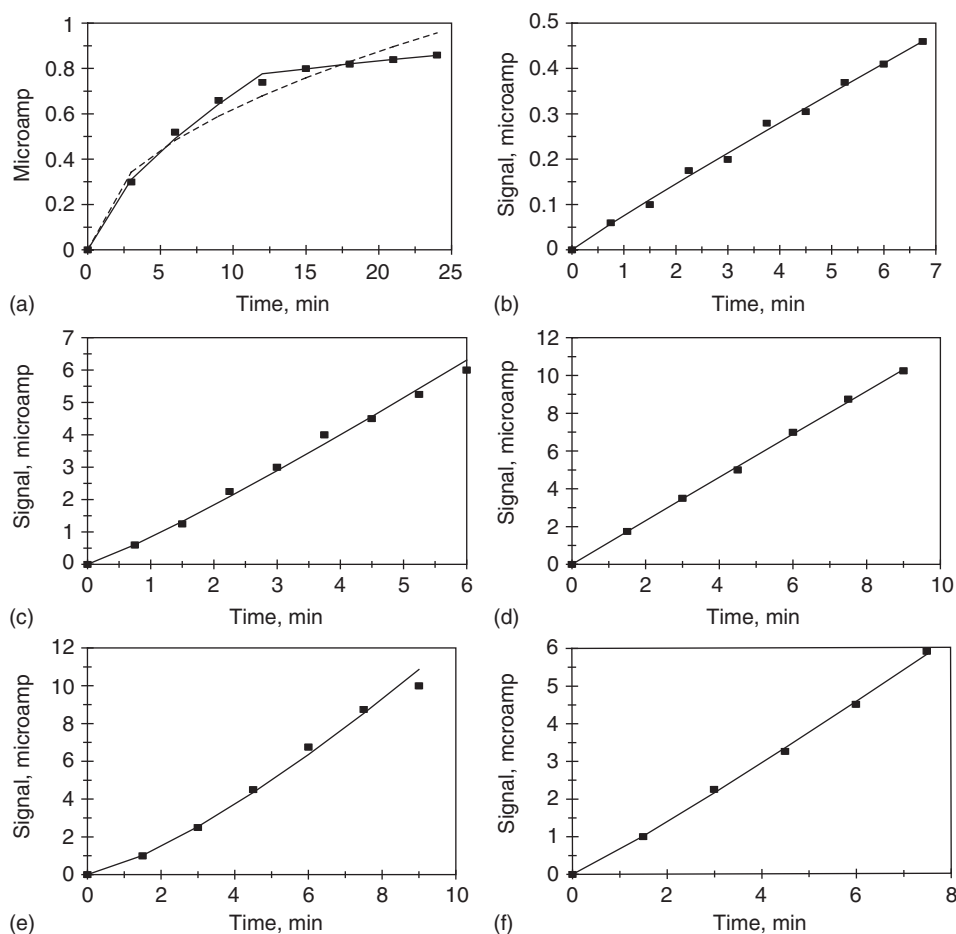 1
0.8
0.6
0.4
0.2
0
Microamp
0 5 10 15 20 25
(a) Time, min
0.5
0.4
0.3
0.2
0.1
0
Signal, microamp
0 1 2 3 4 5 6 7
(b) Time, min
7
6
5
4
3
2
1
0
Signal, microamp
0 1 2 3 4 5 6
(c) Time, min
12
10
8
6
4
2
0
Signal, microamp
0 2 4 6 8 10
(d) Time, min
12
10
8
6
4
2
0
Signal, microamp
0 2 4 6 8 10
(e) Time, min
6
5
4
3
2
1
0
Signal, mcroamp
0 2 4 6 8
(f) Time, min